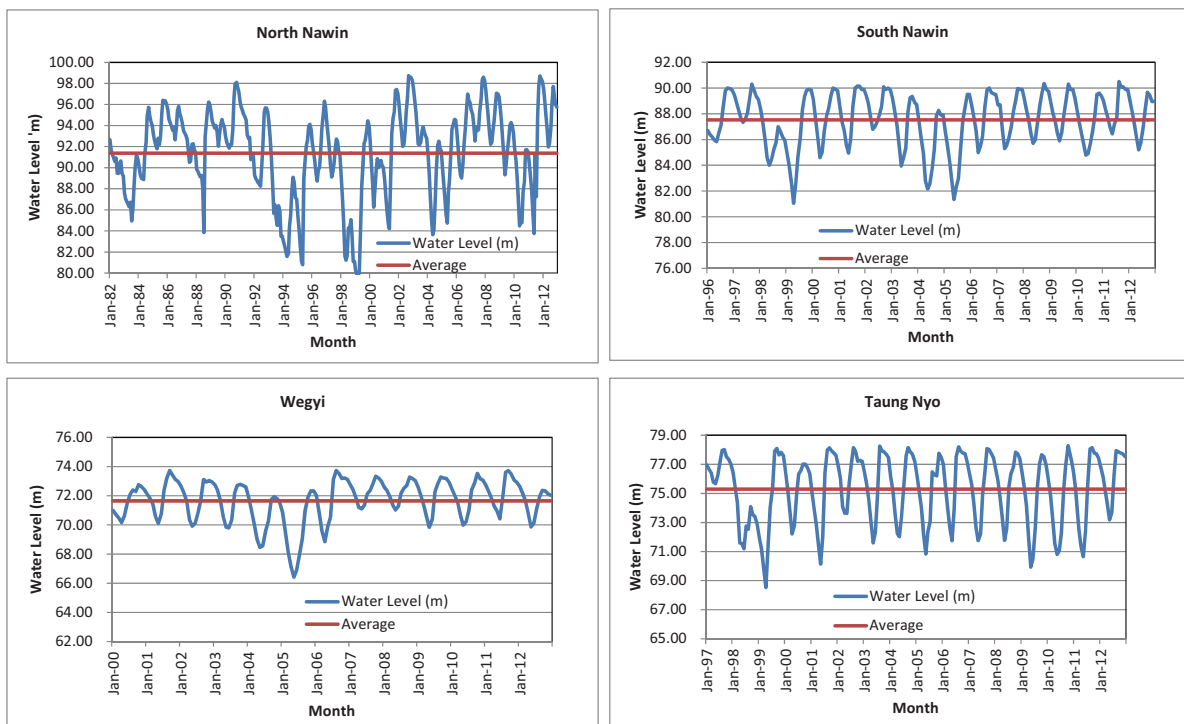 North Nawin
Water Level 'm)
100.00
98.00
96.00
94.00
92.00
90.00
88.00
86.00
84.00
82.00
80.00
Water Level (m)
Average
Jan-82
Jan-84
Jan-86
Jan-88
Jan-90
Jan-92
Jan-94
Jan-96
Jan-98
Jan-00
Jan-02
Jan-04
Jan-06
Jan-08
Jan-10
Jan-12
Month
South Nawin
Water Level (m)
92.00
90.00
88.00
86.00
84.00
82.00
80.00
78.00
76.00
Water Level (m)
Average
Jan-96
Jan-97
Jan-98
Jan-99
Jan-00
Jan-01
Jan-02
Jan-03
Jan-04
Jan-05
Jan-06
Jan-07
Jan-08
Jan-09
Jan-10
Jan-11
Jan-12
Month
Wegyi
Water Level (m)
76.00
74.00
72.00
70.00
68.00
66.00
64.00
62.00
Water Level (m)
Average
Jan-00
Jan-01
Jan-02
Jan-03
Jan-04
Jan-05
Jan-06
Jan-07
Jan-08
Jan-09
Jan-10
Jan-11
Jan-12
Month
Taung Nyo
Water Level (m)
79.00
77.00
75.00
73.00
71.00
69.00
67.00
65.00
Water Level (m)
Average
Jan-97
Jan-98
Jan-99
Jan-00
Jan-01
Jan-02
Jan-03
Jan-04
Jan-05
Jan-06
Jan-07
Jan-08
Jan-09
Jan-10
Jan-11
Jan-12
Month